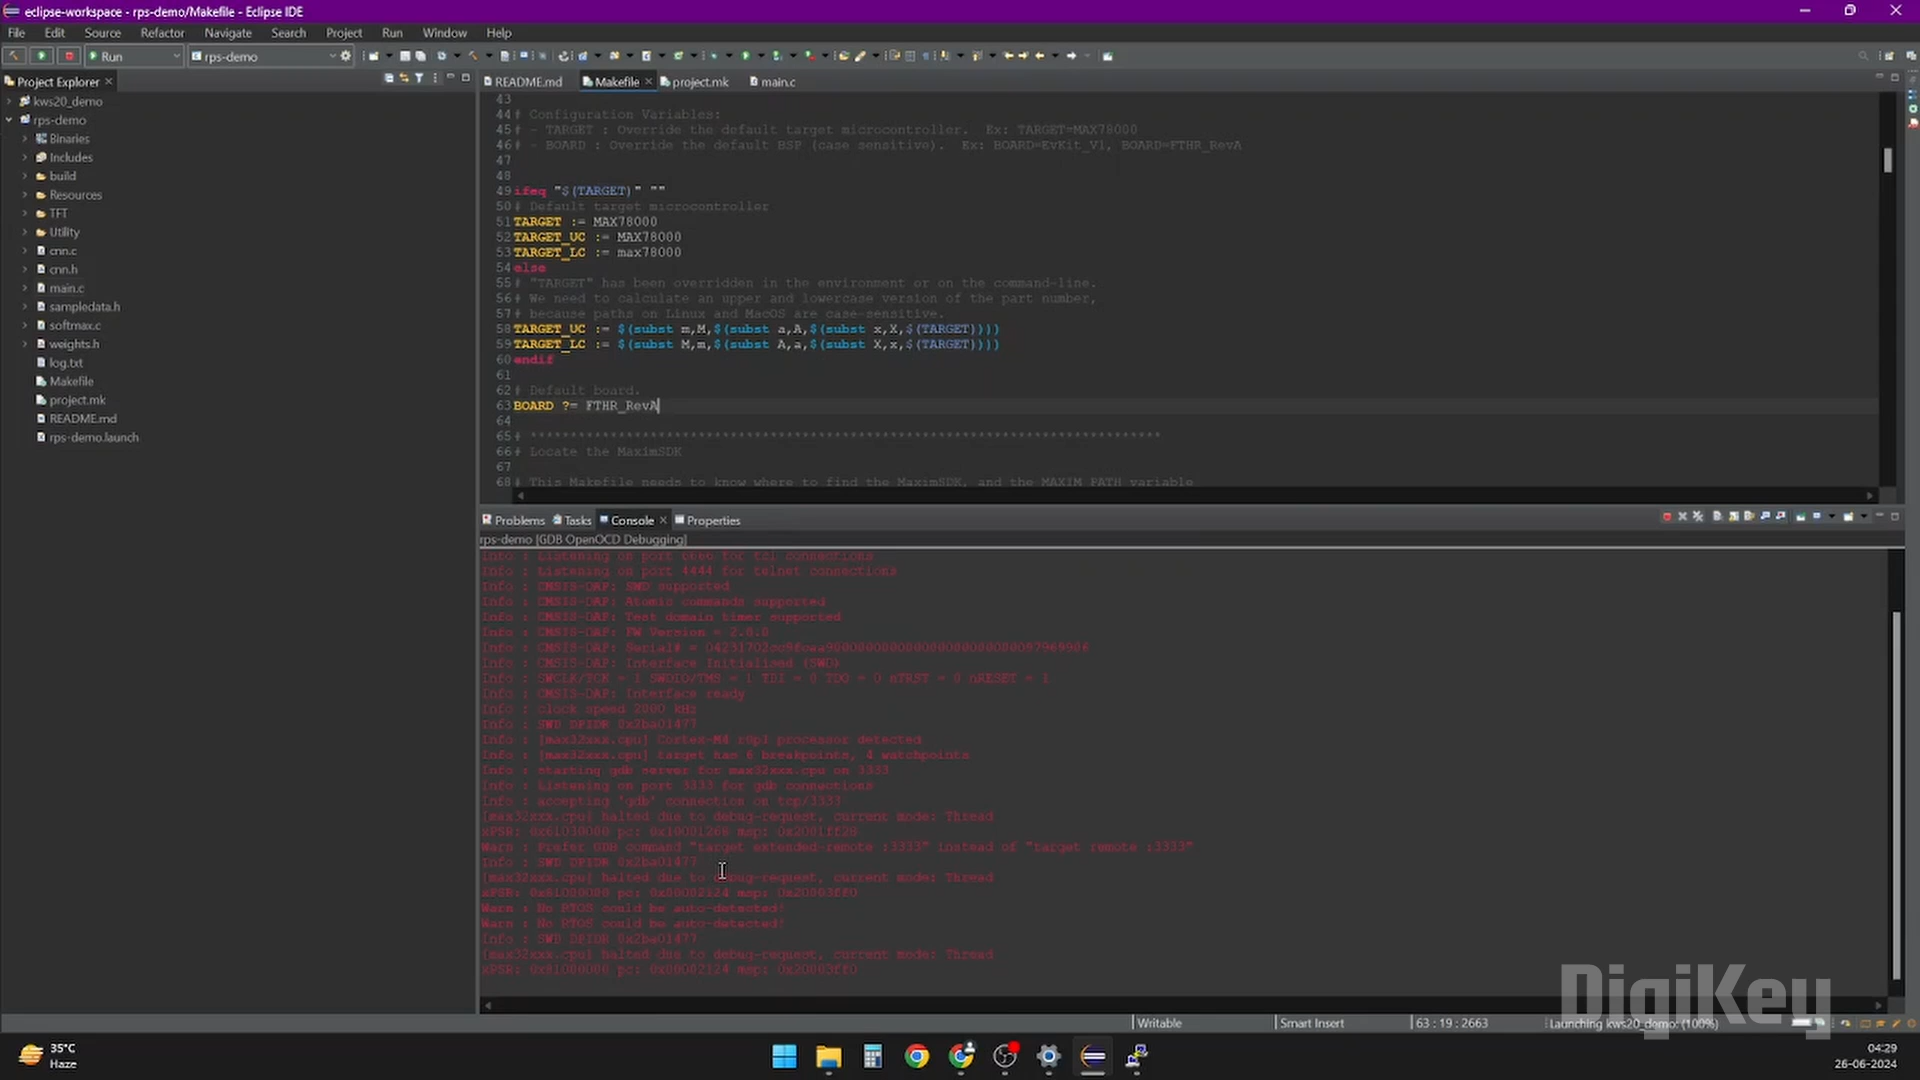 eclipse-workspace - rps-demo/Makefile - Eclipse IDE
File Edit Source Refactor Navigate Search Project Run Window Help
Run rps-demo
Project Explorer
kws20_demo
rps-demo
Binaries
Includes
build
Resources
TFT
Utility
cnn.c
cnn.h
main.c
sampledata.h
softmax.c
weights.h
log.txt
Makefile
project.mk
README.md
rps-demo.launch
README.md Makefile project.mk main.c
43
44 # Configuration Variables:
45 # - TARGET : Override the default target microcontroller. Ex: TARGET=MAX78000
46 # - BOARD : Override the default BSP (case sensitive). Ex: BOARD=EvKit_V1, BOARD=FTHR_RevA
47
48
49 ifeq "$(TARGET)" ""
50 # Default target microcontroller
51 TARGET := MAX78000
52 TARGET_UC := MAX78000
53 TARGET_LC := max78000
54 else
55 # "TARGET" has been overridden in the environment or on the command-line.
56 # We need to calculate an upper and lowercase version of the part number,
57 # because paths on Linux and MacOS are case-sensitive.
58 TARGET_UC := $(subst m,M,$(subst a,A,$(subst x,X,$(TARGET))))
59 TARGET_LC := $(subst M,m,$(subst A,a,$(subst X,x,$(TARGET))))
60 endif
61
62 # Default board.
63 BOARD ?= FTHR_RevA
64
65 # *******************************************************************************
66 # Locate the MaximSDK
67
68 # This Makefile needs to know where to find the MaximSDK, and the MAXIM_PATH variable
Problems Tasks Console Properties
rps-demo [GDB OpenOCD Debugging]
Info : Listening on port 6666 for tcl connections
Info : Listening on port 4444 for telnet connections
Info : CMSIS-DAP: SWD supported
Info : CMSIS-DAP: Atomic commands supported
Info : CMSIS-DAP: Test domain timer supported
Info : CMSIS-DAP: FW Version = 2.0.0
Info : CMSIS-DAP: Serial# =
Info : CMSIS-DAP: Interface Initialised (SWD)
Info : SWCLK/TCK = 1 SWDIO/TMS = 1 TDI = 0 TDO = 0 nTRST = 0 nRESET = 1
Info : CMSIS-DAP: Interface ready
Info : clock speed 2000 kHz
Info : SWD DPIDR 0x2ba01477
Info : [max32xxx.cpu] Cortex-M4 r0p1 processor detected
Info : [max32xxx.cpu] target has 6 breakpoints, 4 watchpoints
Info : starting gdb server for max32xxx.cpu on 3333
Info : Listening on port 3333 for gdb connections
Info : accepting 'gdb' connection on tcp/3333
[max32xxx.cpu] halted due to debug-request, current mode: Thread
xPSR: 0x61030000 pc: 0x10001268 msp: 0x2001ff28
Warn : Prefer GDB command "target extended-remote :3333" instead of "target remote :3333"
Info : SWD DPIDR 0x2ba01477
[max32xxx.cpu] halted due to debug-request, current mode: Thread
xPSR: 0x81000000 pc: 0x00002124 msp: 0x20003ff0
Warn : No RTOS could be auto-detected!
Warn : No RTOS could be auto-detected!
Info : SWD DPIDR 0x2ba01477
[max32xxx.cpu] halted due to debug-request, current mode: Thread
xPSR: 0x81000000 pc: 0x00002124 msp: 0x20003ff0
DigiKey
Writable Smart Insert 63 : 19 : 2663 Launching kws20_demo: (100%)
35°C
Haze
04:29
26-06-2024